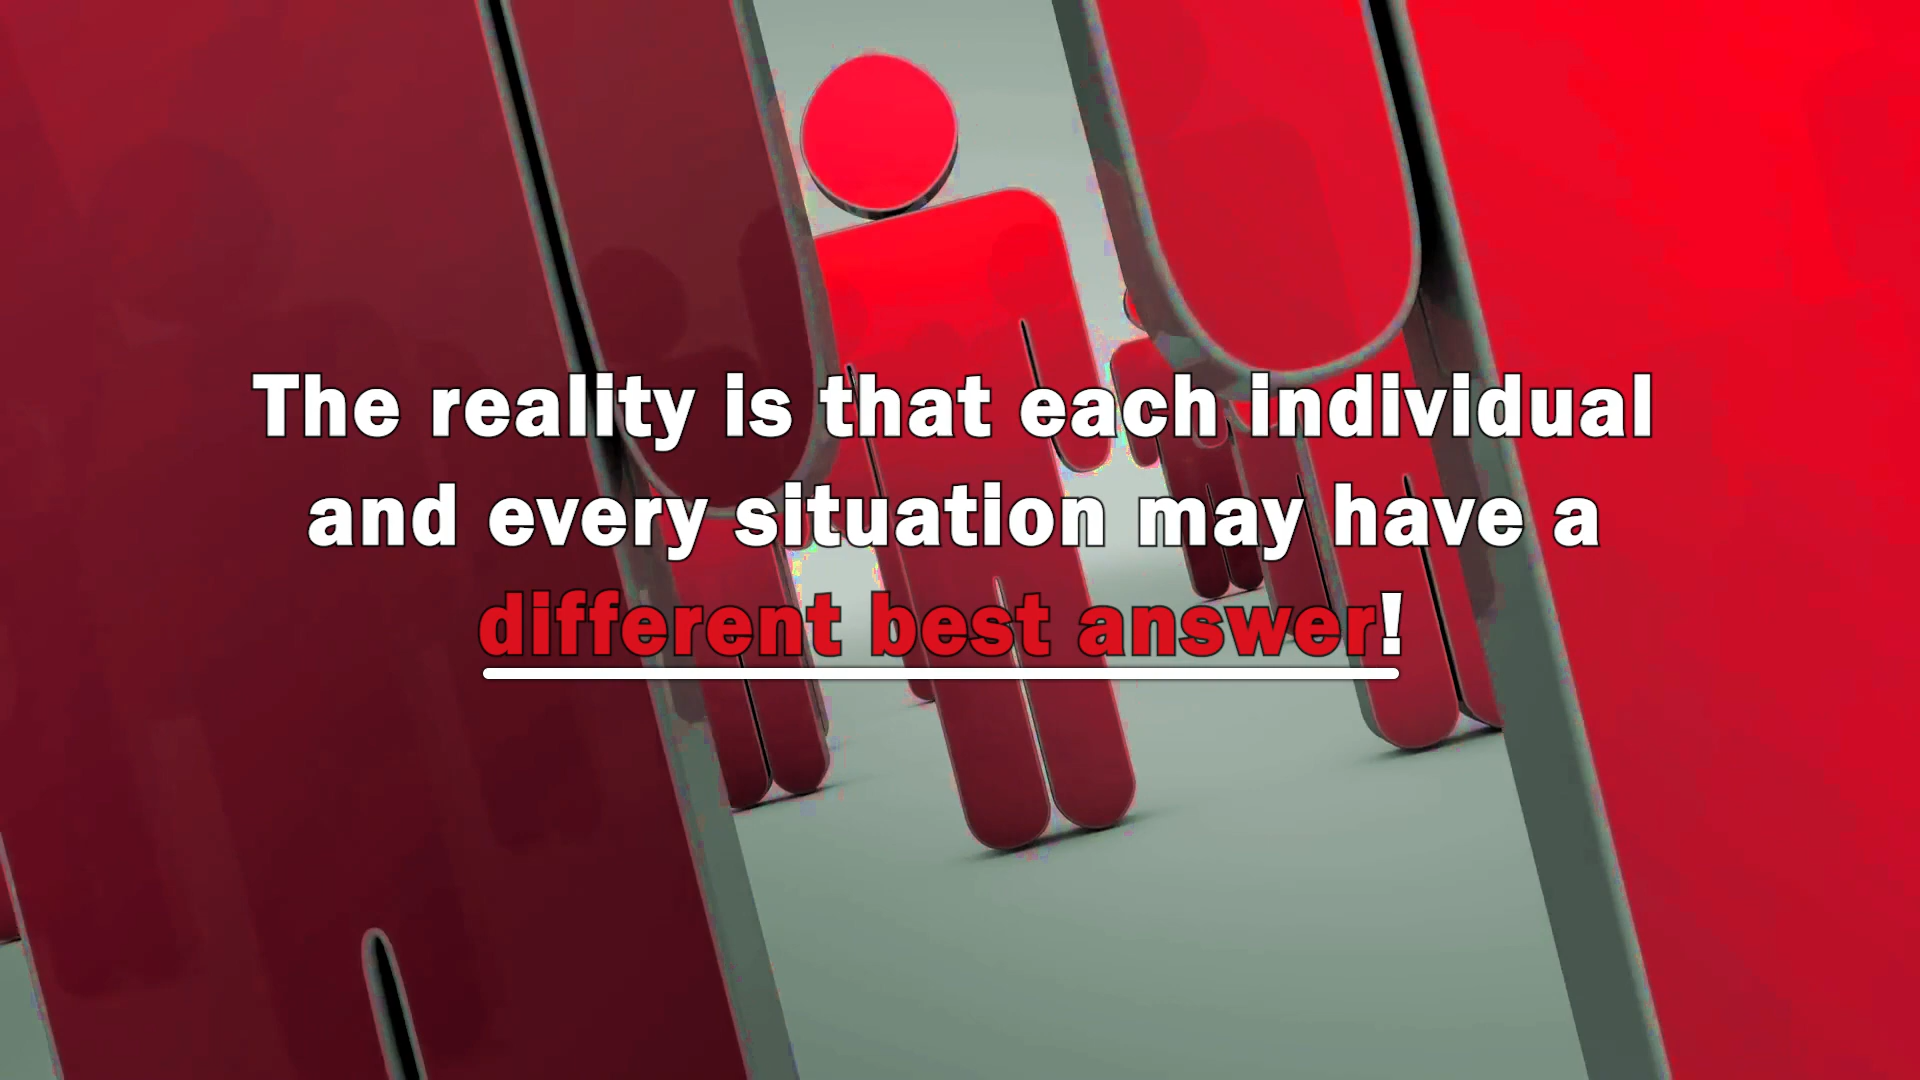 The reality is that each individual
and every situation may have a
different best answer!